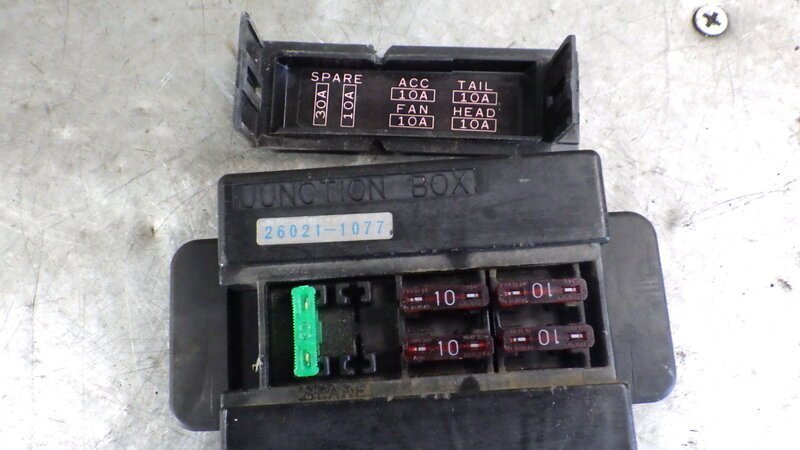 SPARE ACC TAIL
30A 10A 10A 10A
FAN HEAD
10A 10A
JUNCTION BOX
26021-1077
10 10
10 10
SPARE